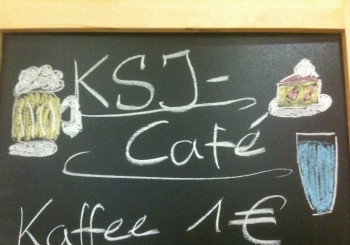 KSJ-
Café
Kaffee 1€